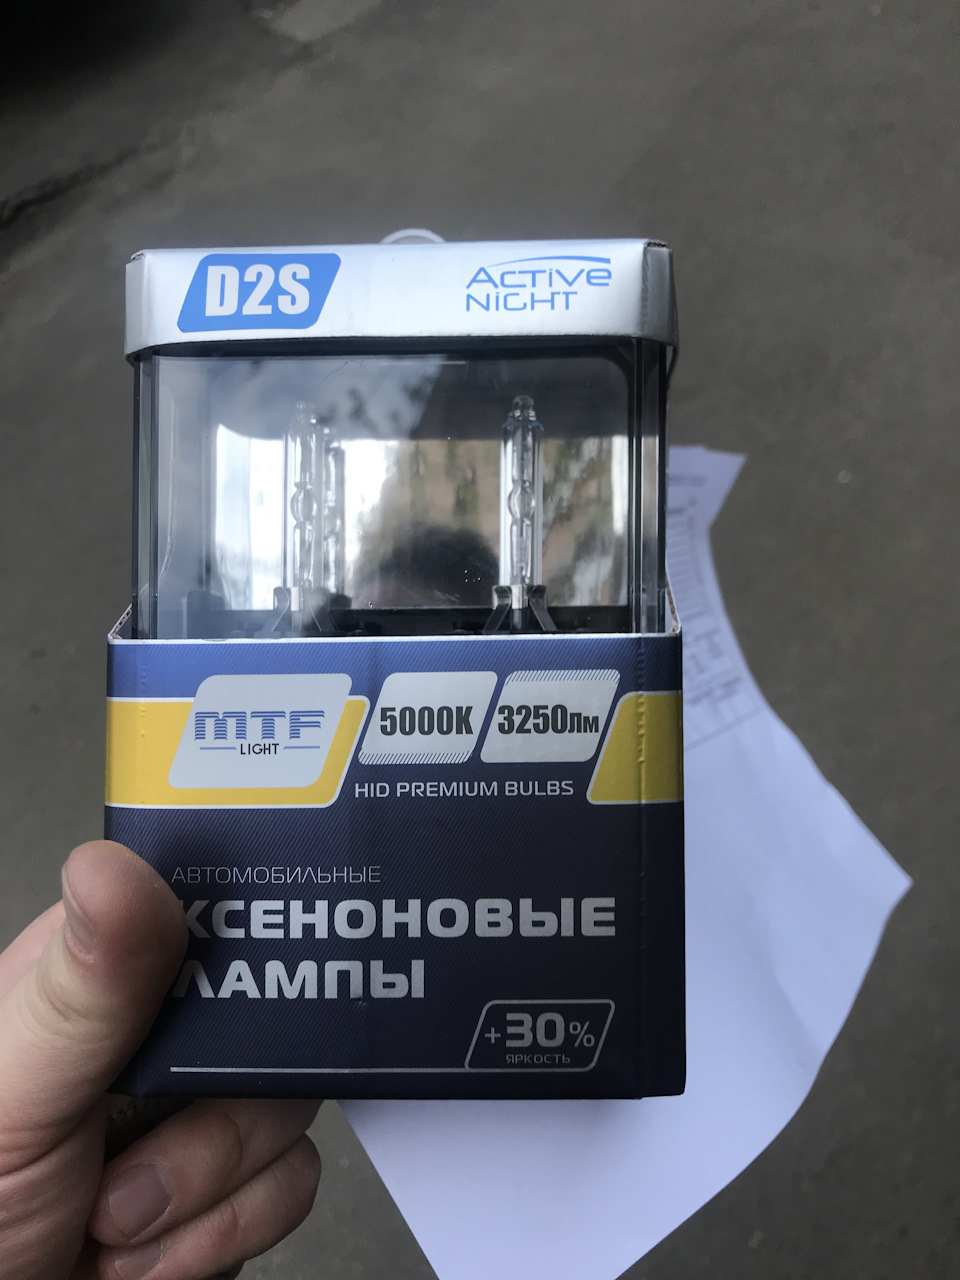 D2S
ACTiVE
NiGHT
MTF
LIGHT
5000K
3250лм
HID PREMIUM BULBS
АВТОМОБИЛЬНЫЕ
КСЕНОНОВЫЕ
ЛАМПЫ
+30%
ЯРКОСТЬ